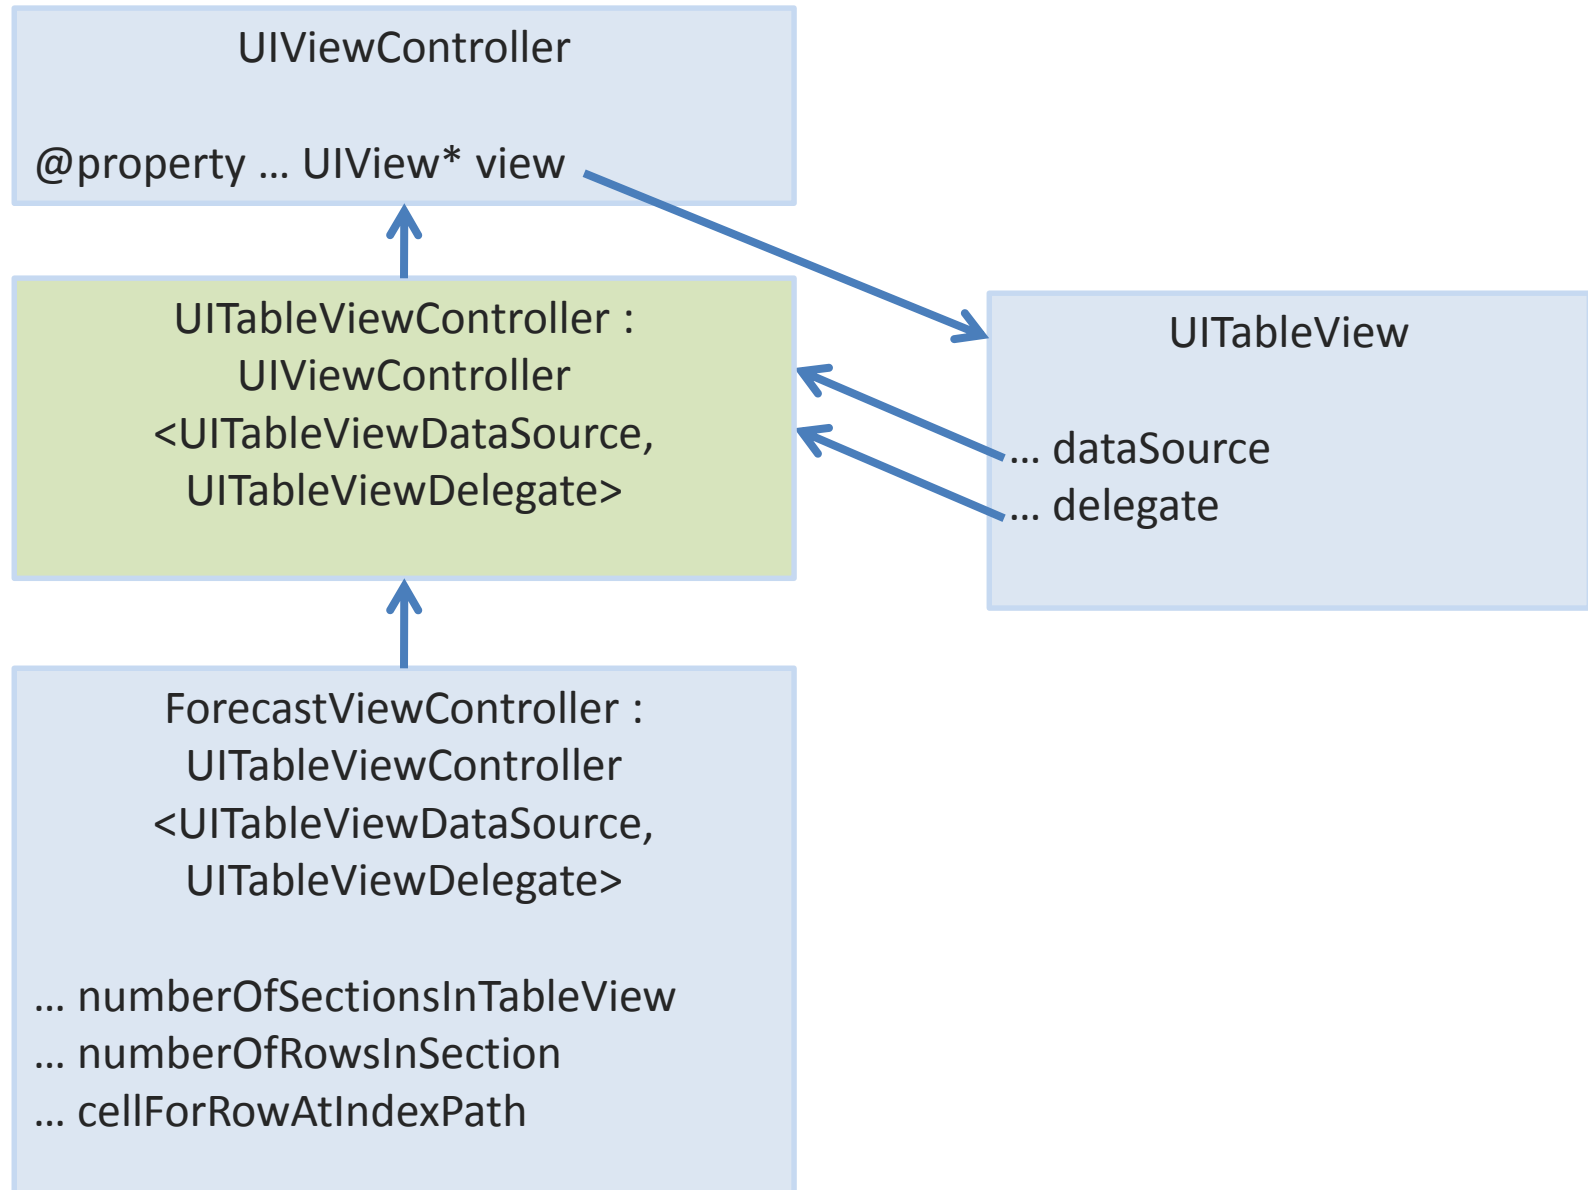 UIViewController
@property … UIView* view
UITableViewController :
UIViewController
<UITableViewDataSource,
UITableViewDelegate>
UITableView
… dataSource
… delegate
ForecastViewController :
UITableViewController
<UITableViewDataSource,
UITableViewDelegate>
… numberOfSectionsInTableView
… numberOfRowsInSection
… cellForRowAtIndexPath